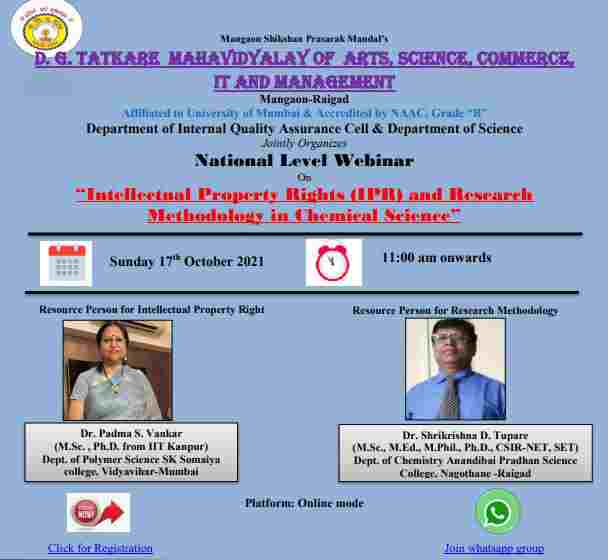 Mangaon Shikshan Prasarak Mandal's
D. G. TATKARE MAHAVIDYALAY OF ARTS, SCIENCE, COMMERCE,
IT AND MANAGEMENT
Mangaon-Raigad
Affiliated to University of Mumbai & Accredited by NAAC, Grade "B"
Department of Internal Quality Assurance Cell & Department of Science
Jointly Organizes
National Level Webinar
On
"Intellectual Property Rights (IPR) and Research
Methodology in Chemical Science"
Sunday 17th October 2021
11:00 am onwards
Resource Person for Intellectual Property Right
Resource Person for Research Methodology
Dr. Padma S. Vankar
(M.Sc. , Ph.D. from IIT Kanpur)
Dept. of Polymer Science SK Somaiya
college, Vidyavihar-Mumbai
Dr. Shrikrishna D. Tupare
(M.Sc., M.Ed., M.Phil., Ph.D., CSIR-NET, SET)
Dept. of Chemistry Anandibai Pradhan Science
College, Nagothane -Raigad
NOW!
Platform: Online mode
Click for Registration
Join whatsapp group